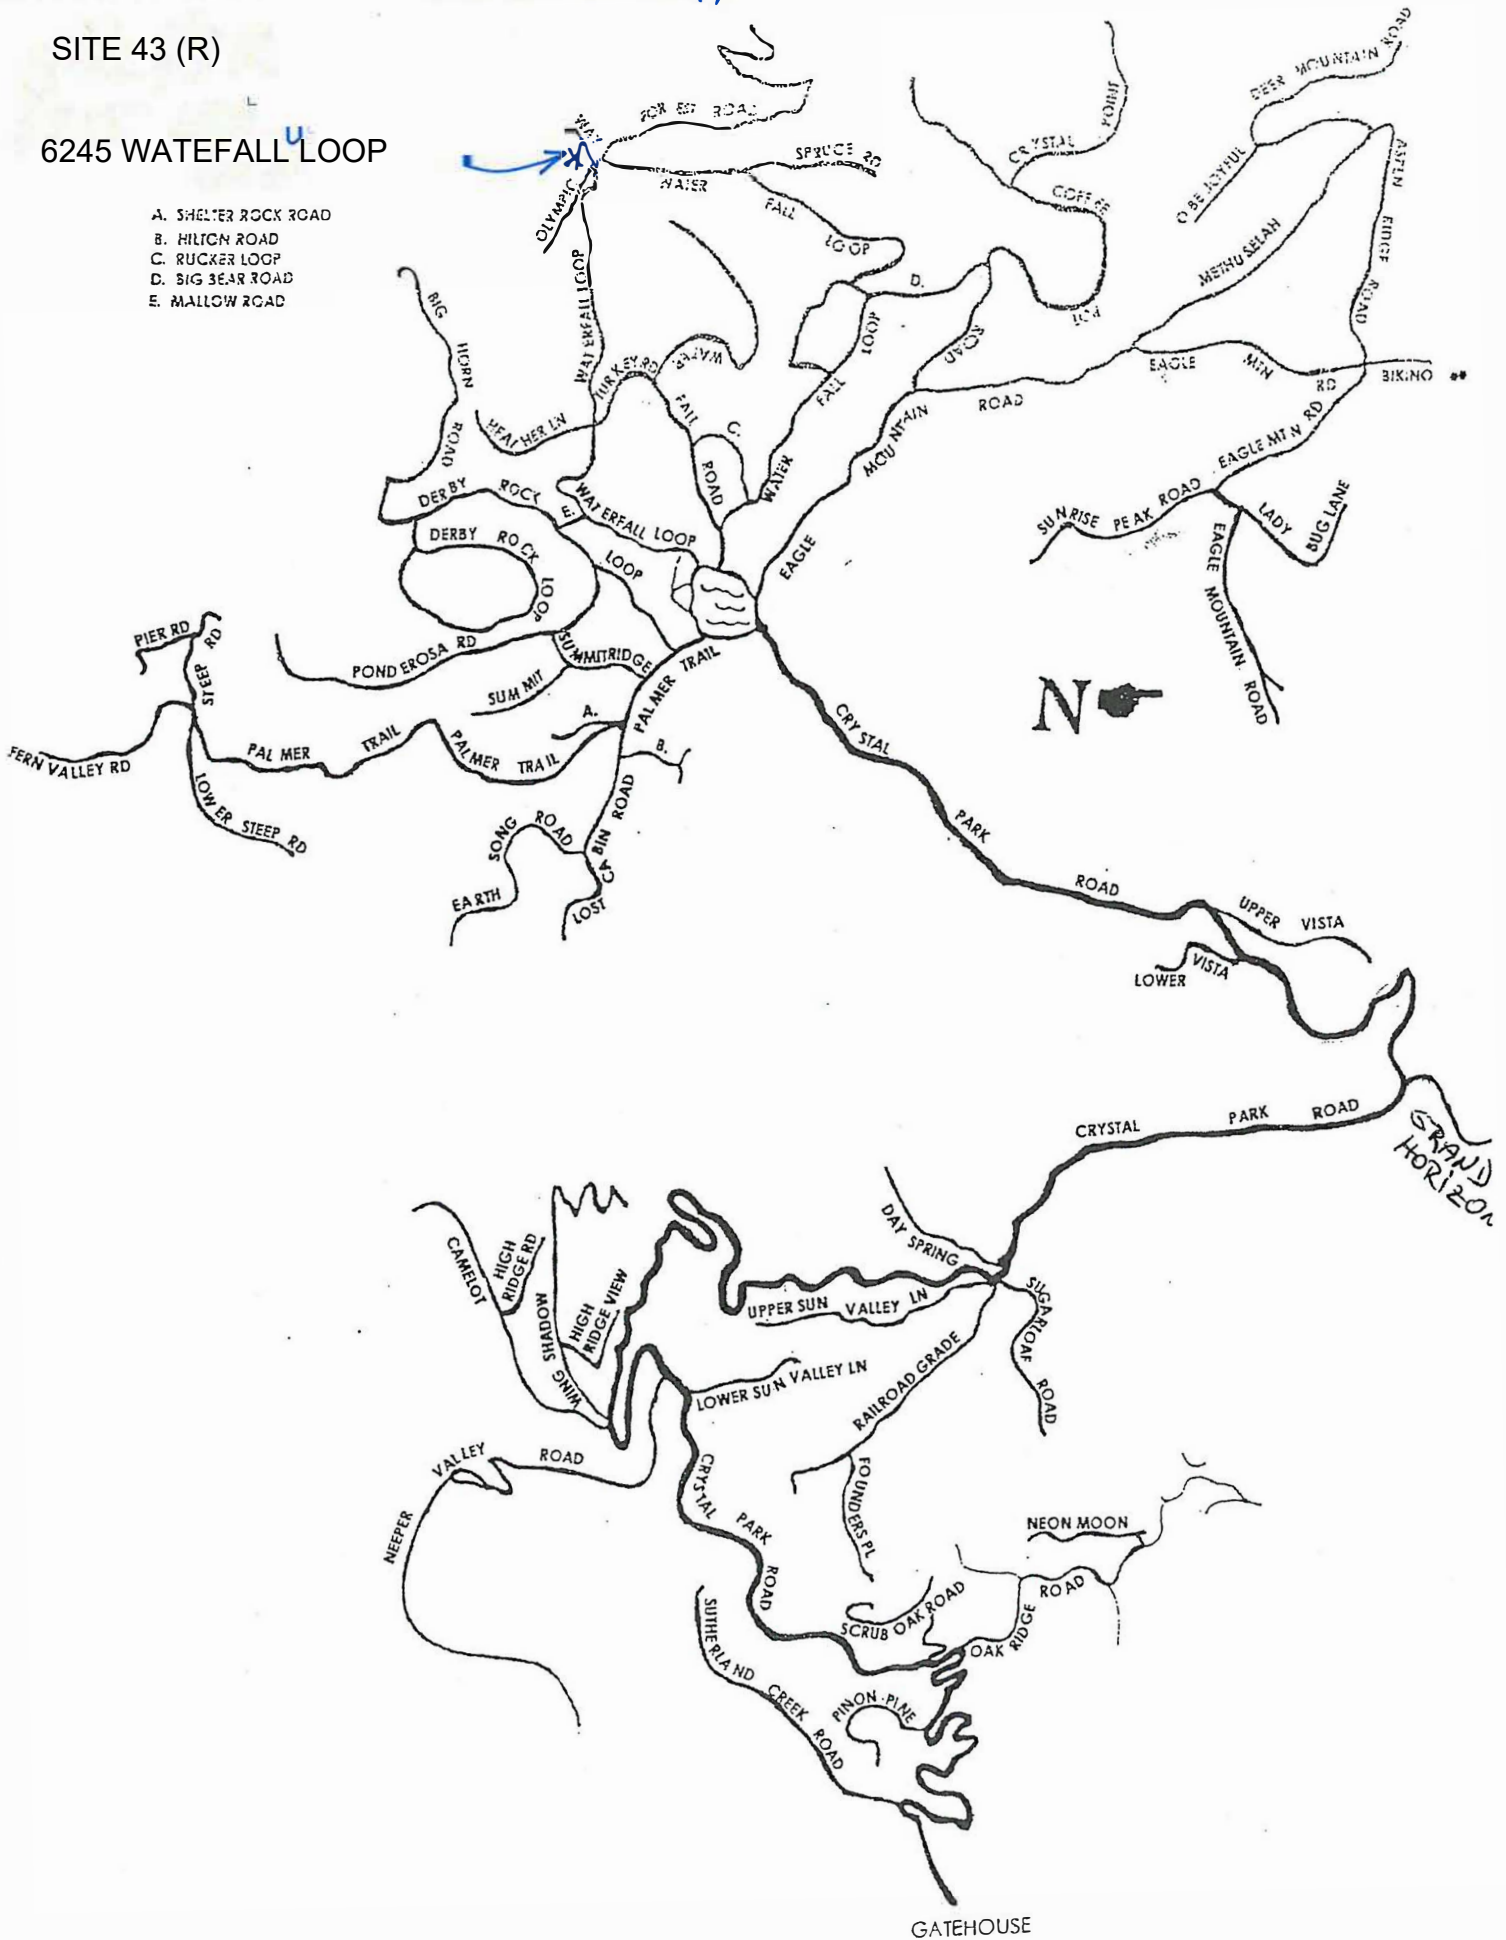 SITE 43 (R)
6245 WATEFALL LOOP
U
A. SHELTER ROCK ROAD
B. HILTON ROAD
C. RUCKER LOOP
D. BIG BEAR ROAD
E. MALLOW ROAD
DEER MOUNTAIN ROAD
FOREST ROAD
WAY
OLYMPIC
SPRUCE RD
WATER
FALL
LOOP
CRYSTAL
POINT
COFFEE
POT
O BE JOYFUL
ASPEN
RIDGE
ROAD
METHUSELAH
D.
BIG
HORN
ROAD
WATERFALL LOOP
TURKEY RD
WATER
FALL
ROAD
C.
LOOP
FALL
WATER
ROAD
EAGLE
MTN
RD
BIKINO **
ROAD
MOUNTAIN
EAGLE
HEATHER LN
EAGLE MTN RD
DERBY
ROCK
E.
WATERFALL LOOP
LOOP
DERBY ROCK
LOOP
SUNRISE PEAK ROAD
LADY
BUG LANE
EAGLE
MOUNTAIN
ROAD
PIER RD
STEEP
RD
PONDEROSA RD
SUMMITRIDGE
SUMMIT
PALMER TRAIL
N
A.
B.
CRYSTAL
FERN VALLEY RD
PALMER
TRAIL
PALMER TRAIL
LOWER STEEP RD
SONG ROAD
EARTH
CABIN ROAD
LOST
PARK
ROAD
UPPER VISTA
LOWER
VISTA
CRYSTAL
PARK
ROAD
GRAND
HORIZON
DAY SPRING
CAMELOT
HIGH
RIDGE RD
SHADOW
WING
HIGH
RIDGE VIEW
UPPER SUN VALLEY LN
SUGARLOAF
ROAD
LOWER SUN VALLEY LN
RAILROAD GRADE
VALLEY
ROAD
NEEPER
CRYSTAL
PARK
ROAD
FOUNDERS PL
NEON MOON
ROAD
SCRUB OAK ROAD
OAK
RIDGE
SUTHERLAND
CREEK
ROAD
PINON-PINE
GATEHOUSE